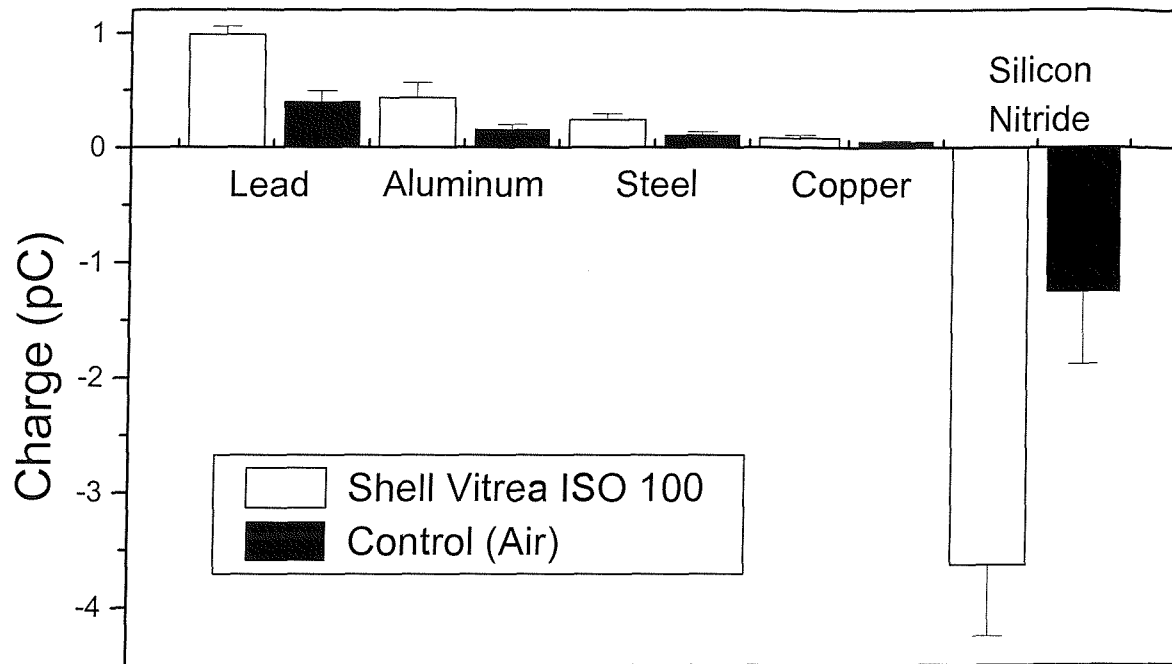 1
0
-1
-2
-3
-4
Charge (pC)
Silicon
Nitride
Lead
Aluminum
Steel
Copper
Shell Vitrea ISO 100
Control (Air)